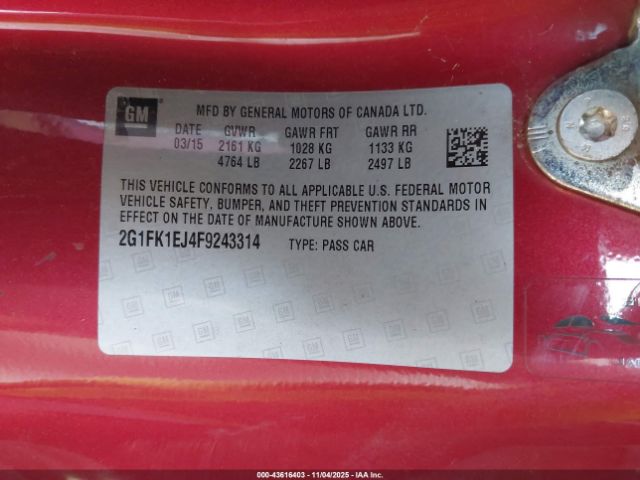 GM
MFD BY GENERAL MOTORS OF CANADA LTD.
DATE GVWR GAWR FRT GAWR RR
03/15 2161 KG 1028 KG 1133 KG
4764 LB 2267 LB 2497 LB
THIS VEHICLE CONFORMS TO ALL APPLICABLE U.S. FEDERAL MOTOR
VEHICLE SAFETY, BUMPER, AND THEFT PREVENTION STANDARDS IN
EFFECT ON THE DATE OF MANUFACTURE SHOWN ABOVE.
2G1FK1EJ4F9243314 TYPE: PASS CAR
000-43616403 - 11/04/2025 - IAA Inc.